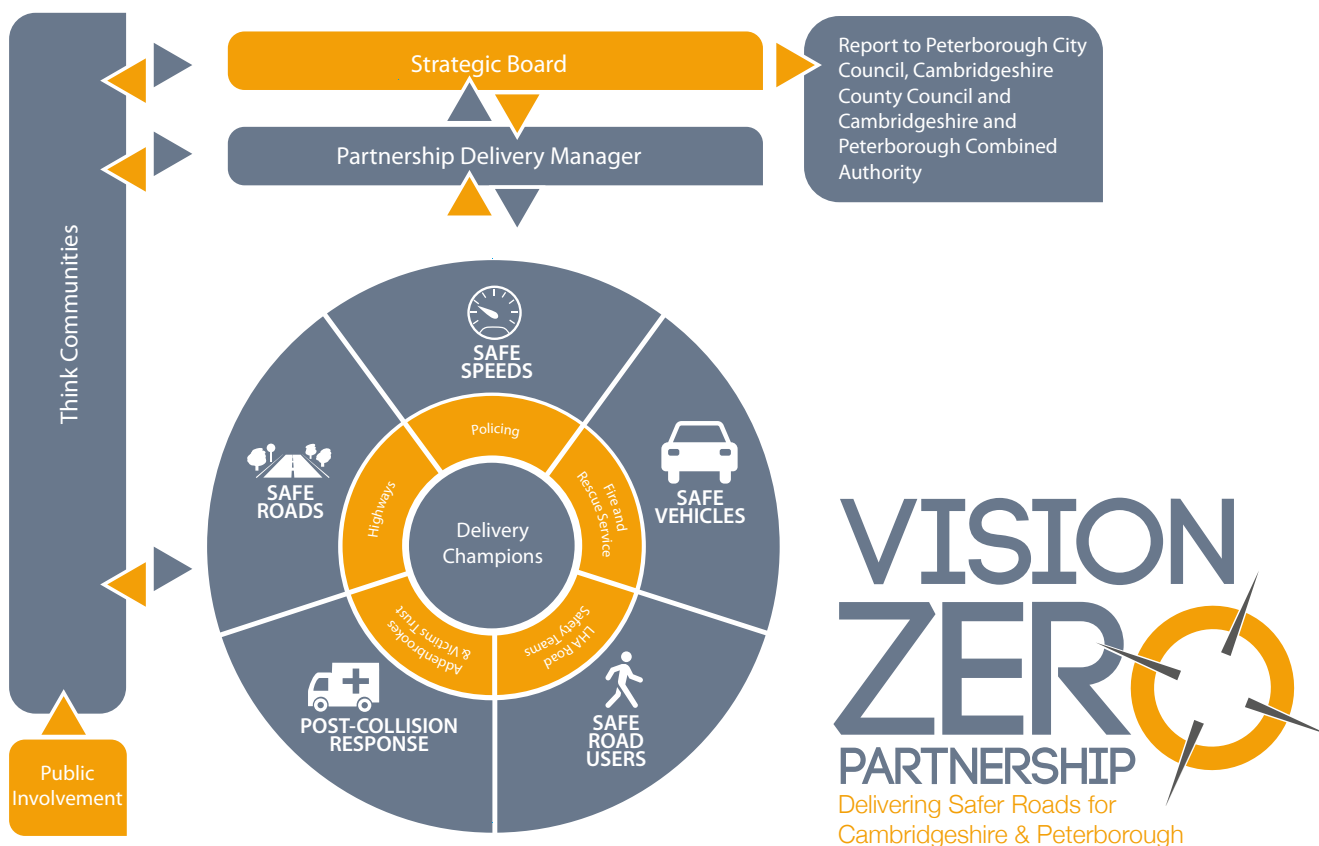 Strategic Board
Report to Peterborough City
Council, Cambridgeshire
County Council and
Cambridgeshire and
Peterborough Combined
Authority
Partnership Delivery Manager
Think Communities
Public
Involvement
SAFE
SPEEDS
SAFE
VEHICLES
SAFE
ROAD
USERS
POST-COLLISION
RESPONSE
SAFE
ROADS
Policing
Fire and
Rescue Service
LHA Road
Safety Teams
Addenbrookes
& Victims Trust
Highways
Delivery
Champions
VISION
ZERO
PARTNERSHIP
Delivering Safer Roads for
Cambridgeshire & Peterborough